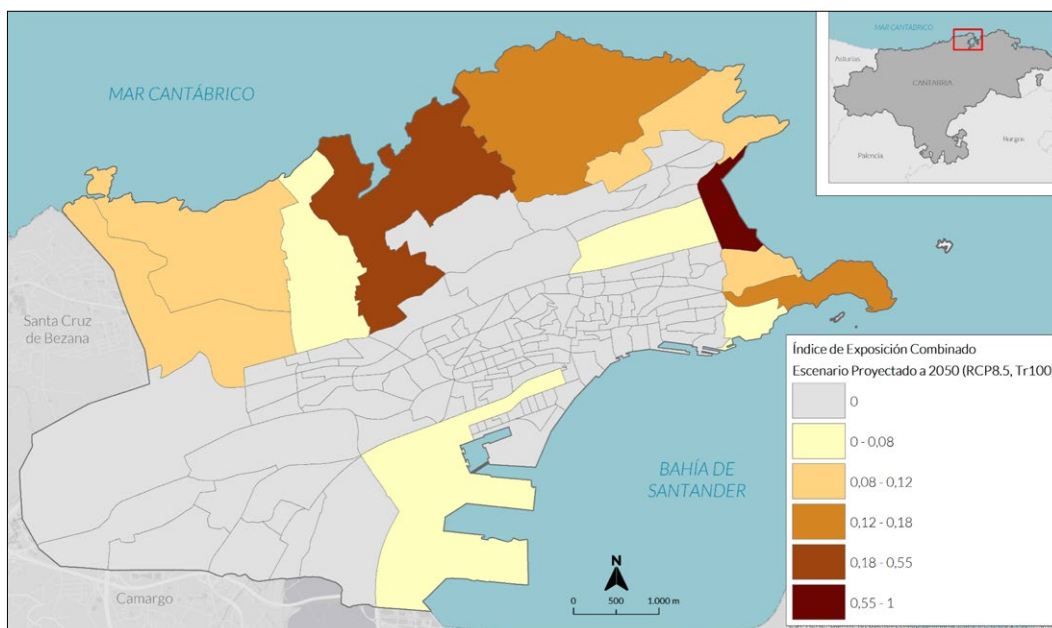 MAR CANTÁBRICO
MAR CANTÁBRICO
Asturias
CANTABRIA
Burgos
Palencia
Santa Cruz
de Bezana
Camargo
BAHÍA DE
SANTANDER
N
0 500 1.000 m
Índice de Exposición Combinado
Escenario Proyectado a 2050 (RCP8.5, Tr100
0
0 - 0,08
0,08 - 0,12
0,12 - 0,18
0,18 - 0,55
0,55 - 1